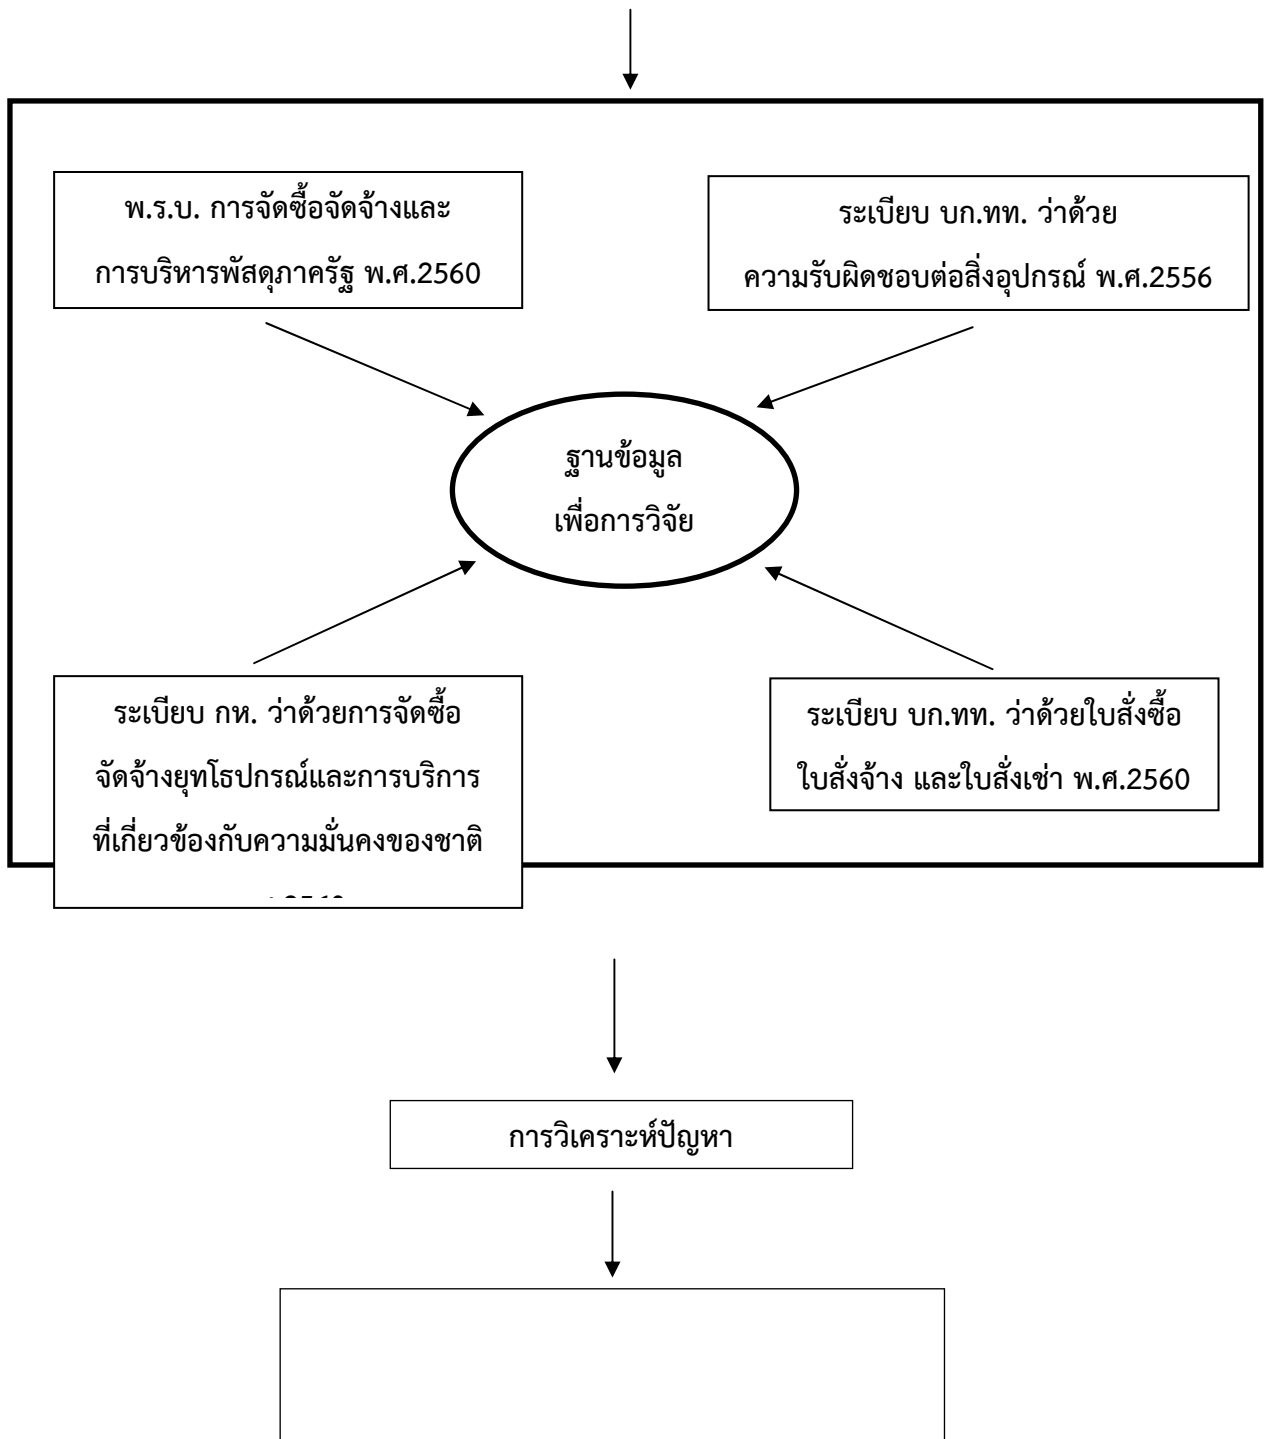 พ.ร.บ. การจัดซื้อจัดจ้างและ
การบริหารพัสดุภาครัฐ พ.ศ.2560
ระเบียบ บก.ทท. ว่าด้วย
ความรับผิดชอบต่อสิ่งอุปกรณ์ พ.ศ.2556
ฐานข้อมูล
เพื่อการวิจัย
ระเบียบ กห. ว่าด้วยการจัดซื้อ
จัดจ้างยุทโธปกรณ์และการบริการ
ที่เกี่ยวข้องกับความมั่นคงของชาติ
ระเบียบ บก.ทท. ว่าด้วยใบสั่งซื้อ
ใบสั่งจ้าง และใบสั่งเช่า พ.ศ.2560
การวิเคราะห์ปัญหา